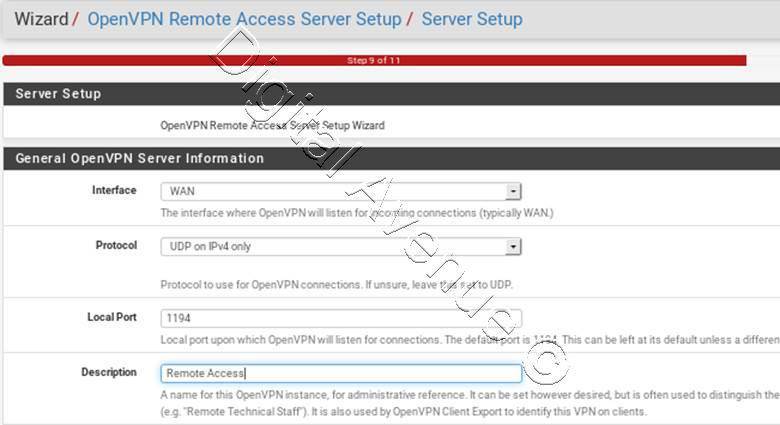 Wizard / OpenVPN Remote Access Server Setup / Server Setup
Step 9 of 11
Server Setup
OpenVPN Remote Access Server Setup Wizard
General OpenVPN Server Information
Interface
WAN
The interface where OpenVPN will listen for incoming connections (typically WAN.)
Protocol
UDP on IPv4 only
Protocol to use for OpenVPN connections. If unsure, leave this set to UDP.
Local Port
1194
Local port upon which OpenVPN will listen for connections. The default port is 1194. This can be left at its default unless a differen
Description
Remote Access
A name for this OpenVPN instance, for administrative reference. It can be set however desired, but is often used to distinguish the
(e.g. "Remote Technical Staff"). It is also used by OpenVPN Client Export to identify this VPN on clients.
Digital Avenue ©